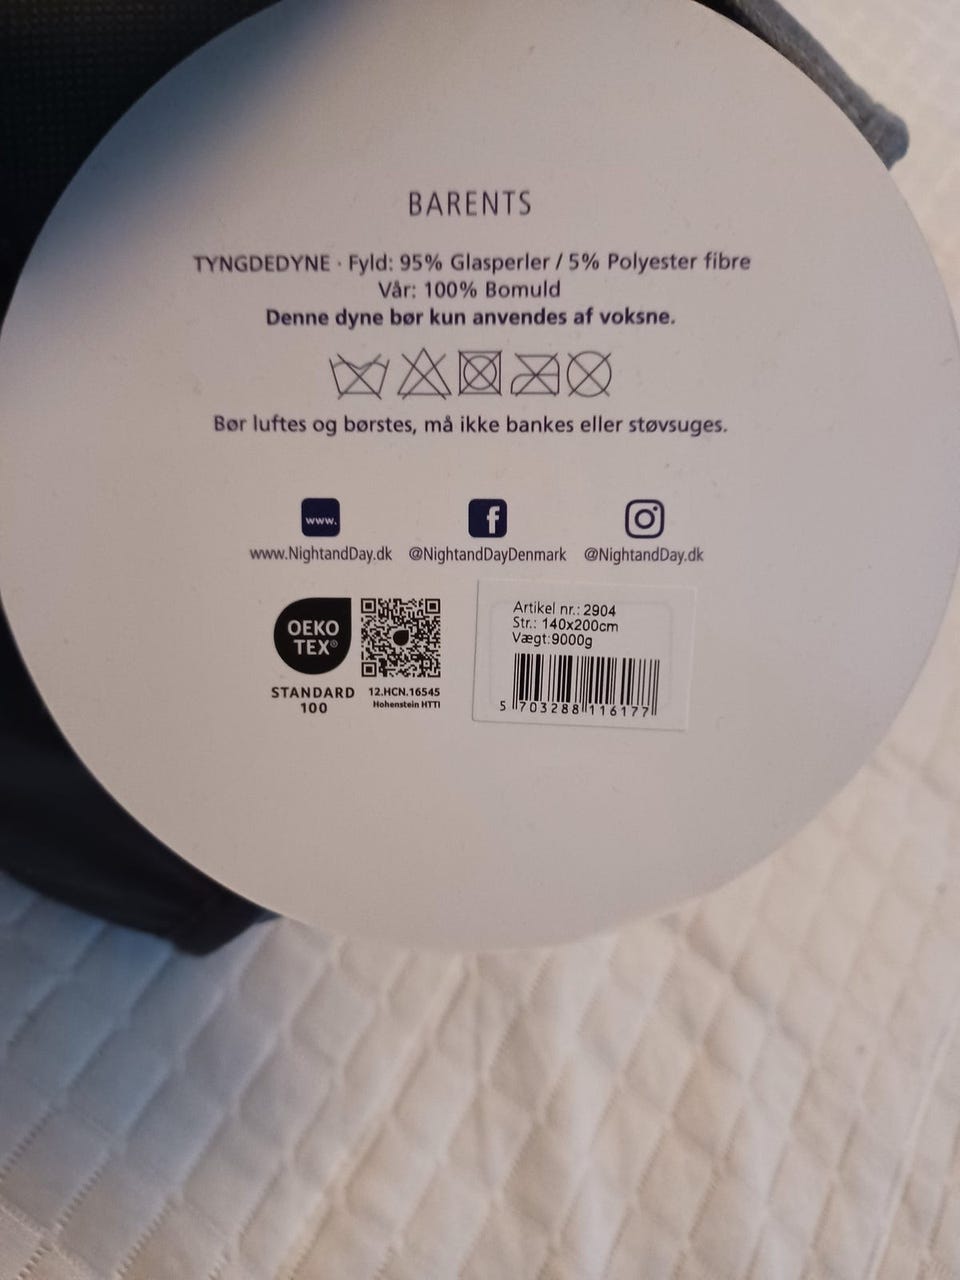 BARENTS
TYNGDEDYNE · Fyld: 95% Glasperler / 5% Polyester fibre
Vår: 100% Bomuld
Denne dyne bør kun anvendes af voksne.
Bør luftes og børstes, må ikke bankes eller støvsuges.
www.
www.NightandDay.dk @NightandDayDenmark @NightandDay.dk
OEKO
TEX®
STANDARD
100
12.HCN.16545
Hohenstein HTTI
Artikel nr.: 2904
Str.: 140x200cm
Vægt:9000g
5 703288 116177